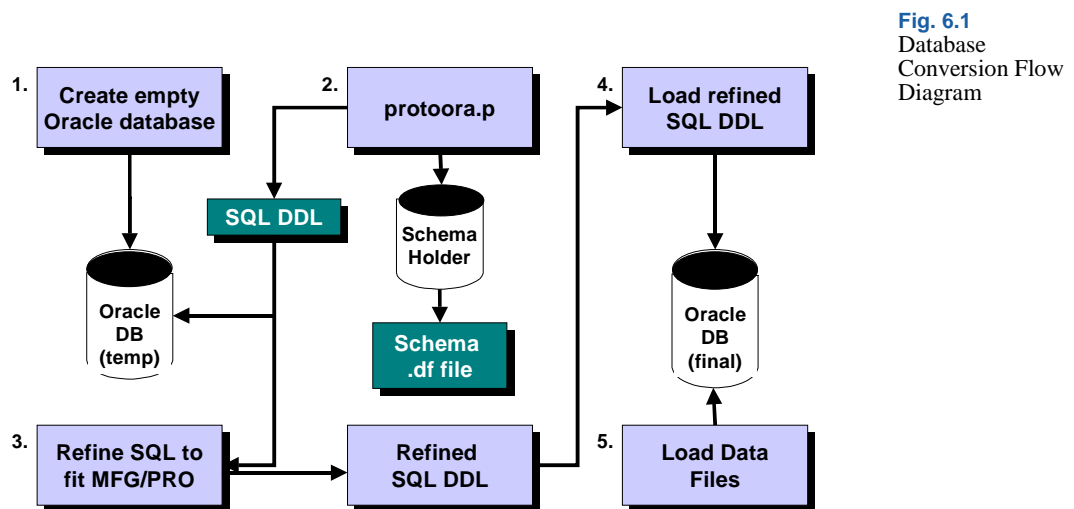 Fig. 6.1
Database
Conversion Flow
Diagram
1.
Create empty
Oracle database
2.
protoora.p
4.
Load refined
SQL DDL
SQL DDL
Schema
Holder
Oracle
DB
(temp)
Schema
.df file
Oracle
DB
(final)
3.
Refine SQL to
fit MFG/PRO
Refined
SQL DDL
5.
Load Data
Files